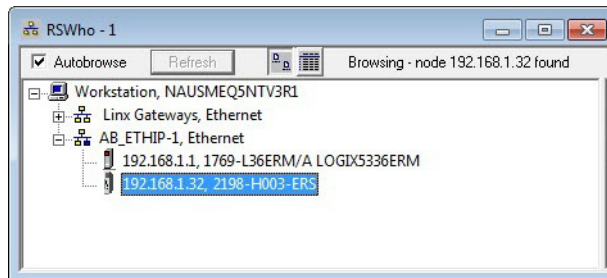 RSWho - 1
Autobrowse Refresh Browsing - node 192.168.1.32 found
Workstation, NAUSMEQ5NTV3R1
Linx Gateways, Ethernet
AB_ETHIP-1, Ethernet
192.168.1.1, 1769-L36ERM/A LOGIX5336ERM
192.168.1.32, 2198-H003-ERS